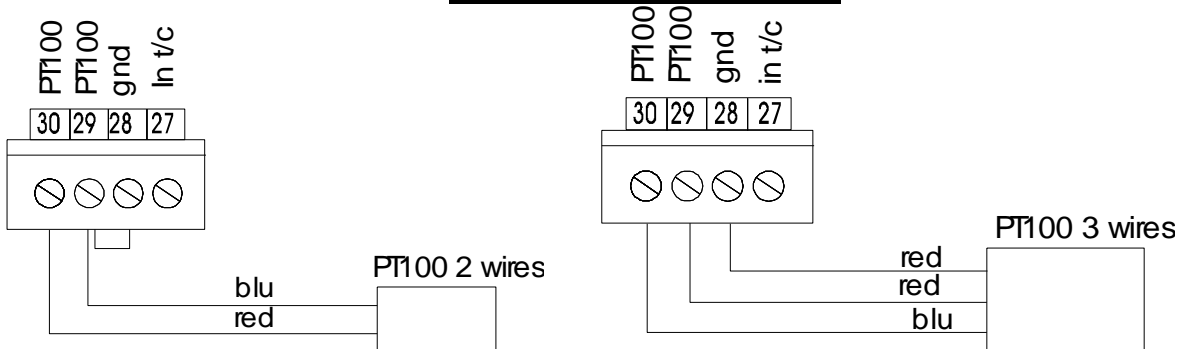 PT100
PT100
gnd
In t/c
30 29 28 27
PT100 2 wires
blu
red
PT100
PT100
gnd
in t/c
30 29 28 27
PT100 3 wires
red
red
blu